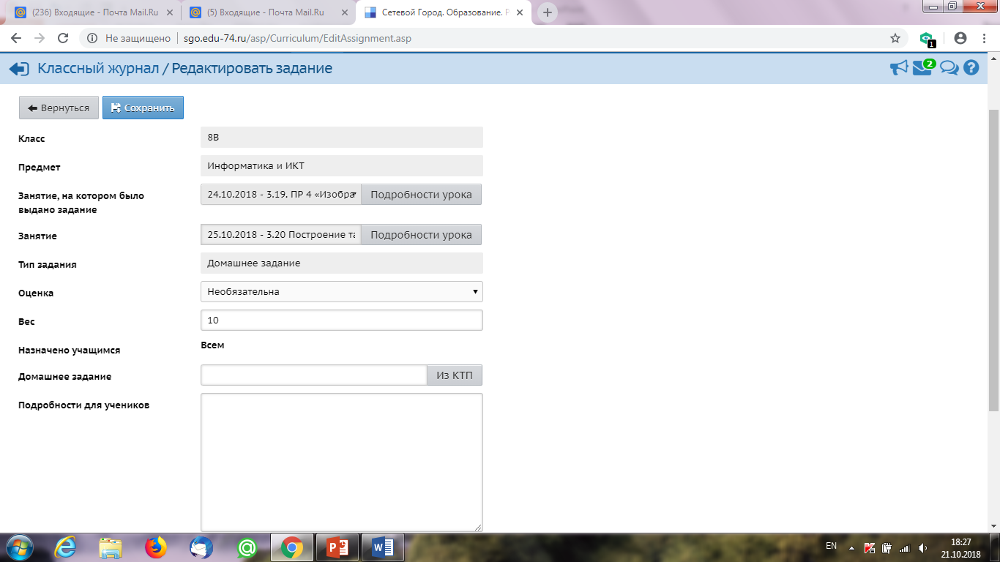 (236) Входящие - Почта Mail.Ru
(5) Входящие - Почта Mail.Ru
Сетевой Город. Образование. Р
Не защищено
sgo.edu-74.ru/asp/Curriculum/EditAssignment.asp
1
Классный журнал / Редактировать задание
2
Вернуться
Сохранить
Класс
8В
Предмет
Информатика и ИКТ
Занятие, на котором было
выдано задание
24.10.2018 - 3.19. ПР 4 «Изобра
Подробности урока
Занятие
25.10.2018 - 3.20 Построение та
Подробности урока
Тип задания
Домашнее задание
Оценка
Необязательна
Вес
10
Назначено учащимся
Всем
Домашнее задание
Из КТП
Подробности для учеников
EN
18:27
21.10.2018